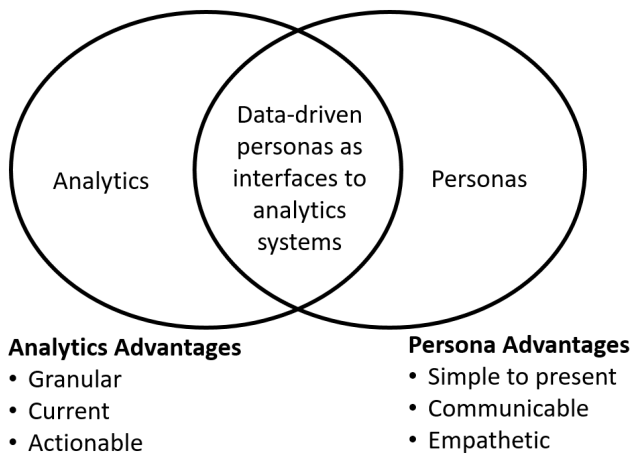 Analytics
Data-driven
personas as
interfaces to
analytics
systems
Personas
Analytics Advantages
• Granular
• Current
• Actionable
Persona Advantages
• Simple to present
• Communicable
• Empathetic